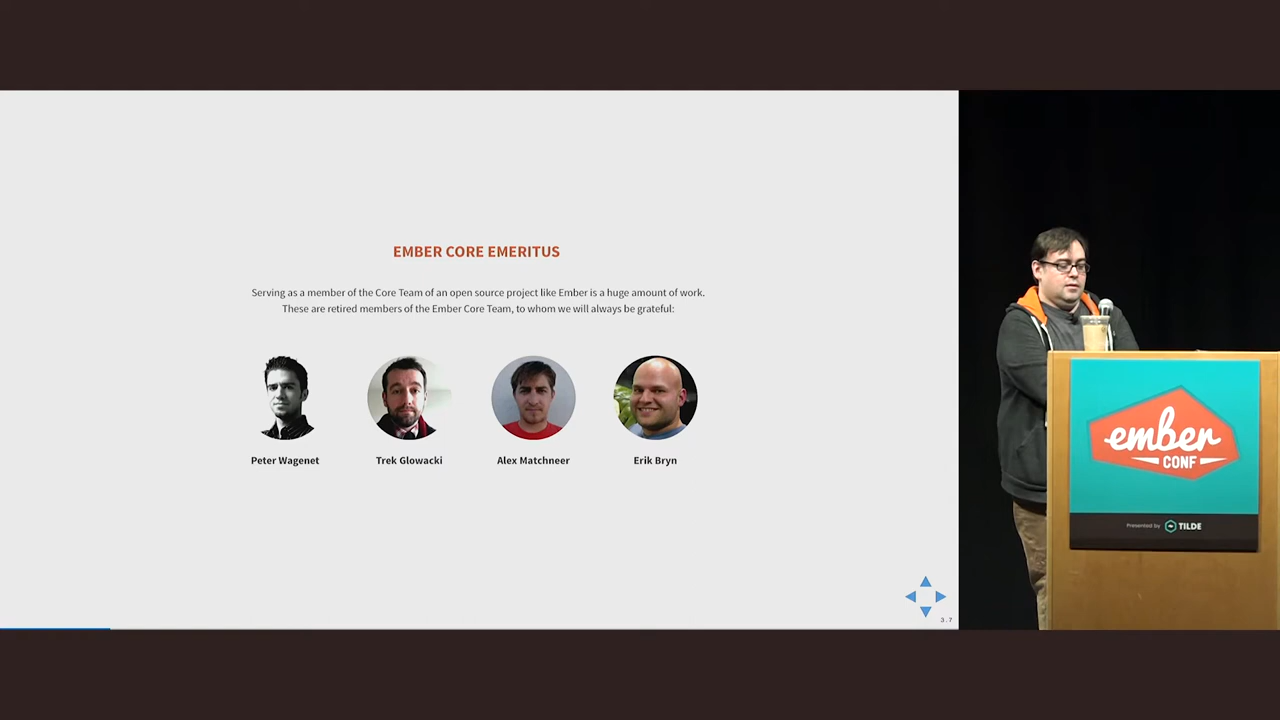 EMBER CORE EMERITUS
Serving as a member of the Core Team of an open source project like Ember is a huge amount of work.
These are retired members of the Ember Core Team, to whom we will always be grateful:
Peter Wagenet
Trek Glowacki
Alex Matchneer
Erik Bryn
3.7
ember
CONF
Presented by TILDE